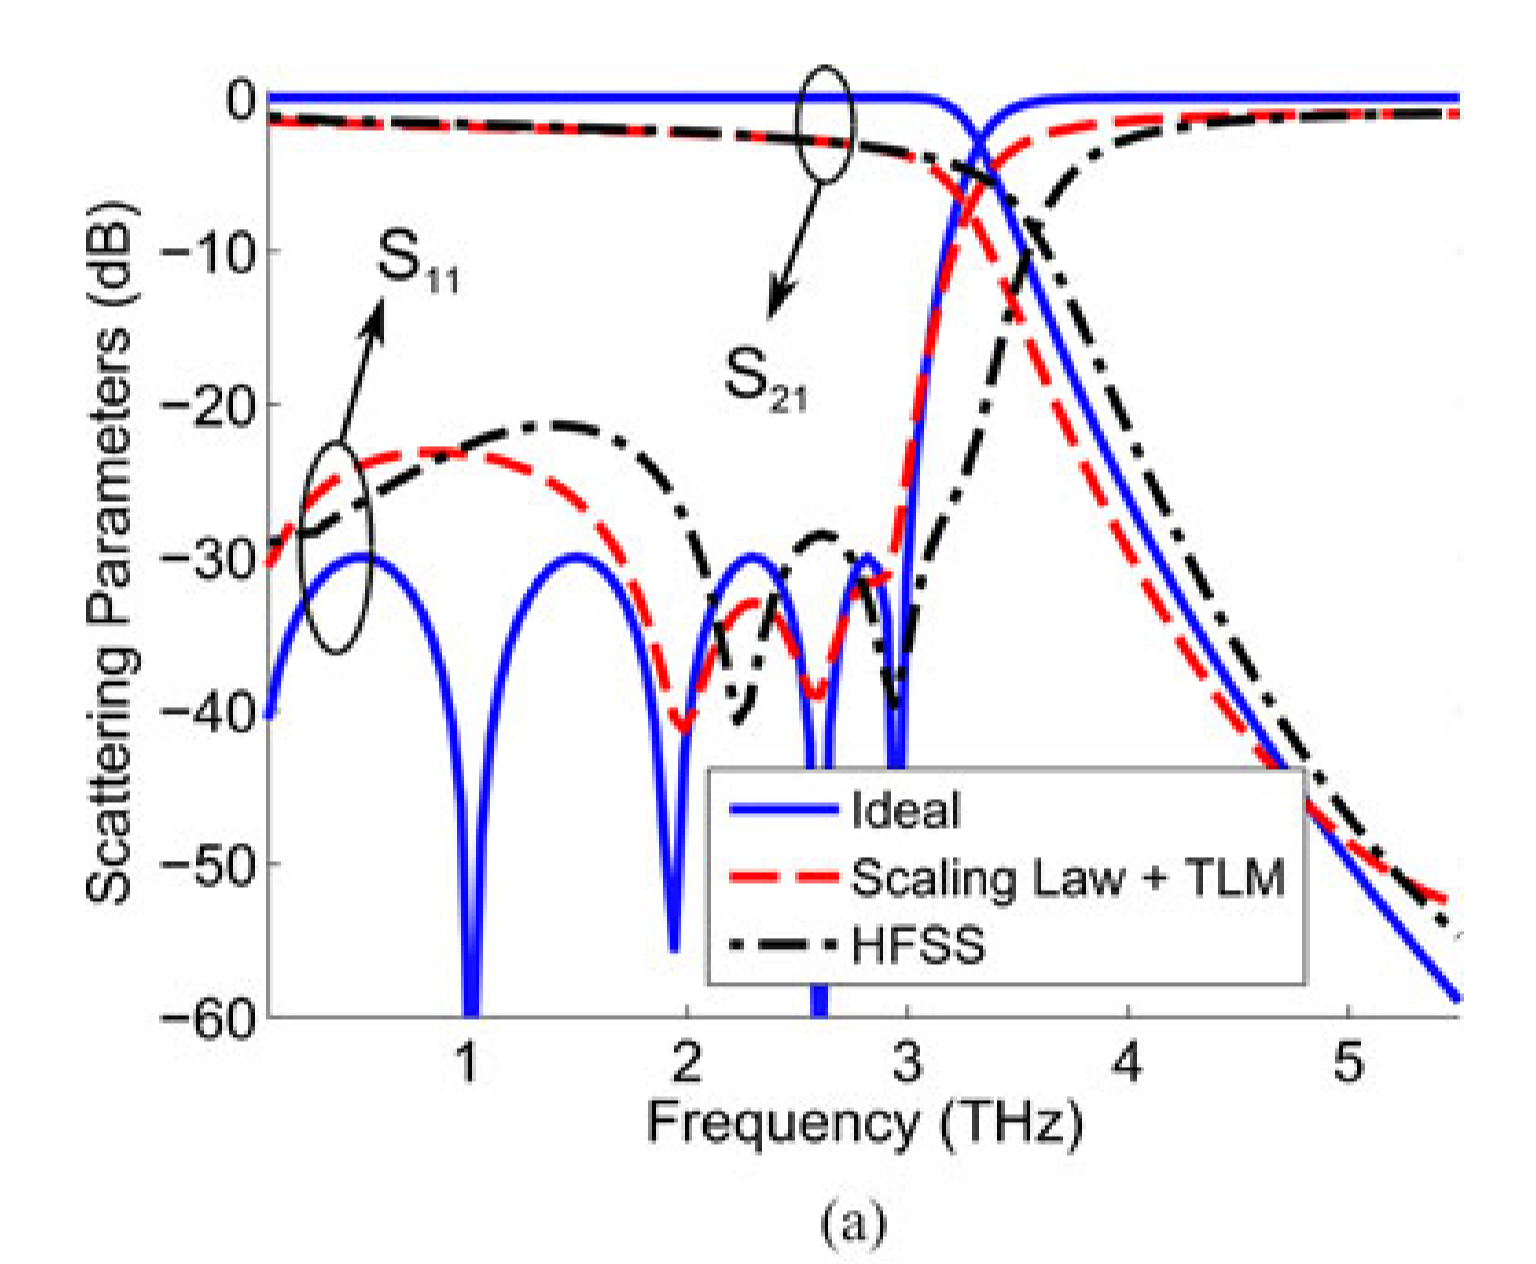 Scattering Parameters (dB)
0
−10
−20
−30
−40
−50
−60
S11
S21
Ideal
Scaling Law + TLM
HFSS
1 2 3 4 5
Frequency (THz)
(a)